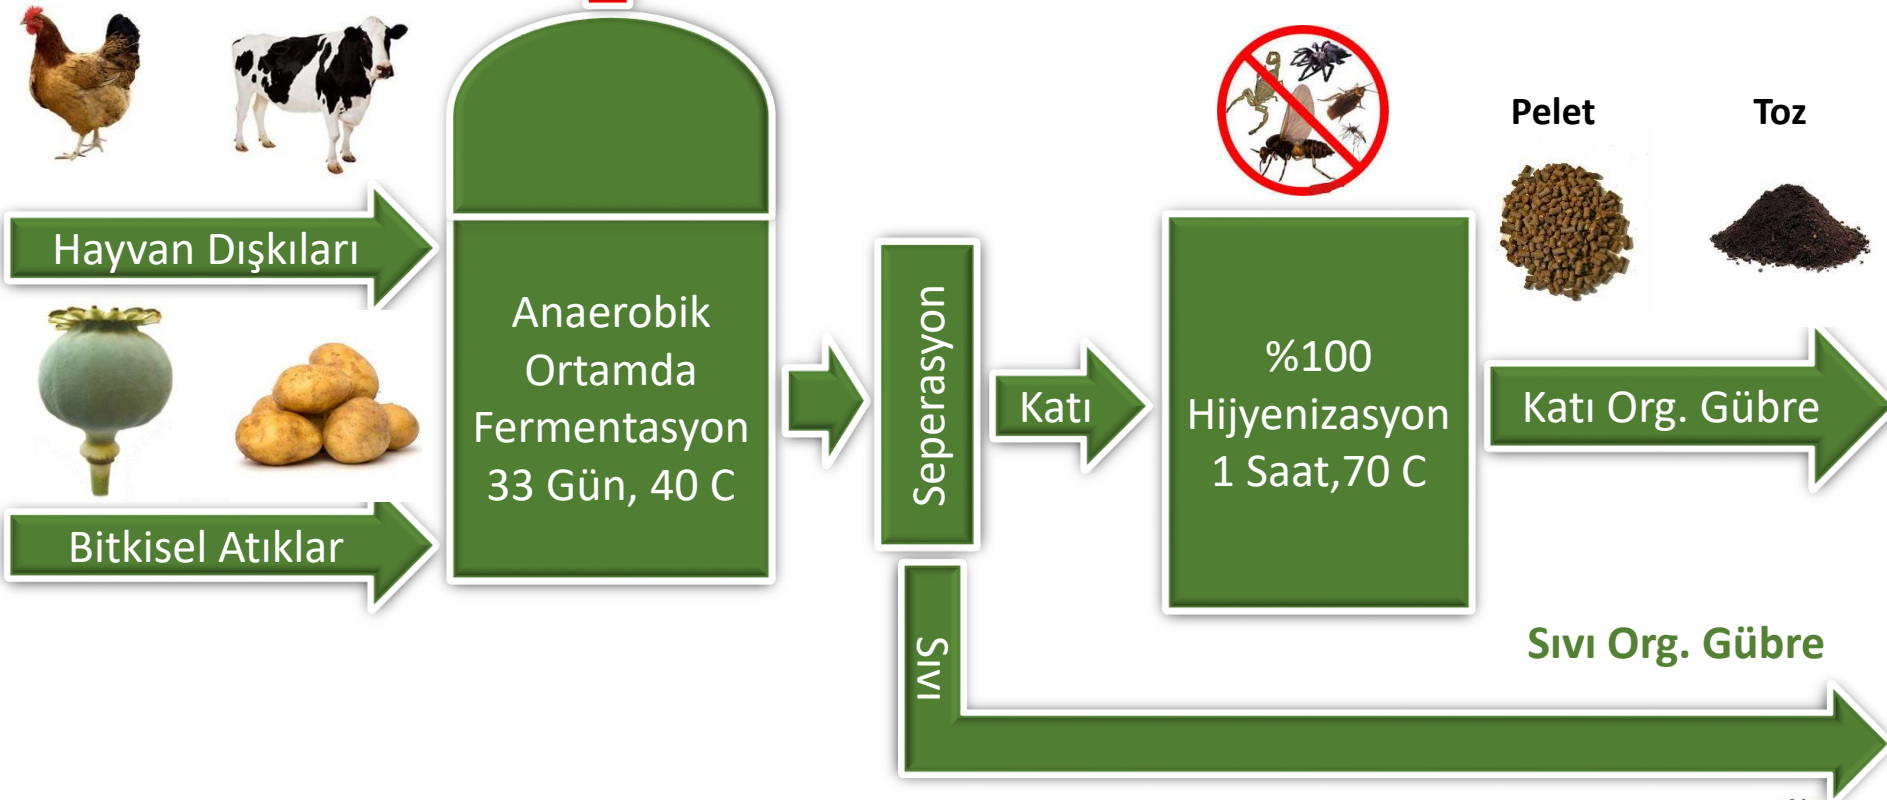 Pelet
Toz
Hayvan Dışkıları
Anaerobik
Ortamda
Fermentasyon
33 Gün, 40 C
Seperasyon
Katı
%100
Hijyenizasyon
1 Saat,70 C
Katı Org. Gübre
Bitkisel Atıklar
Sıvı
Sıvı Org. Gübre